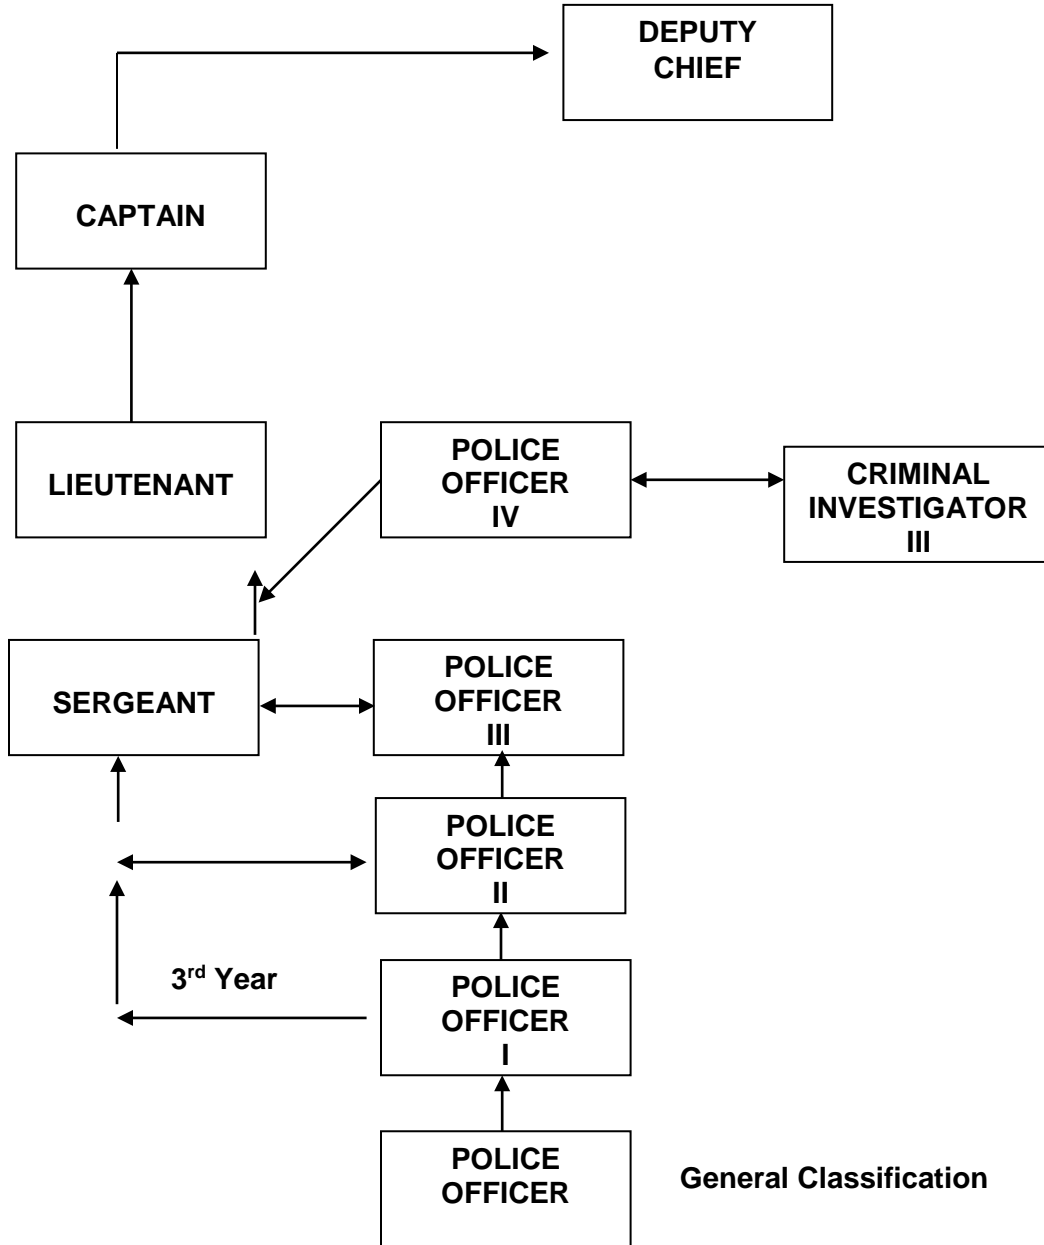 DEPUTY
CHIEF
CAPTAIN
LIEUTENANT
POLICE
OFFICER
IV
CRIMINAL
INVESTIGATOR
III
SERGEANT
POLICE
OFFICER
III
POLICE
OFFICER
II
3rd Year
POLICE
OFFICER
I
POLICE
OFFICER
General Classification